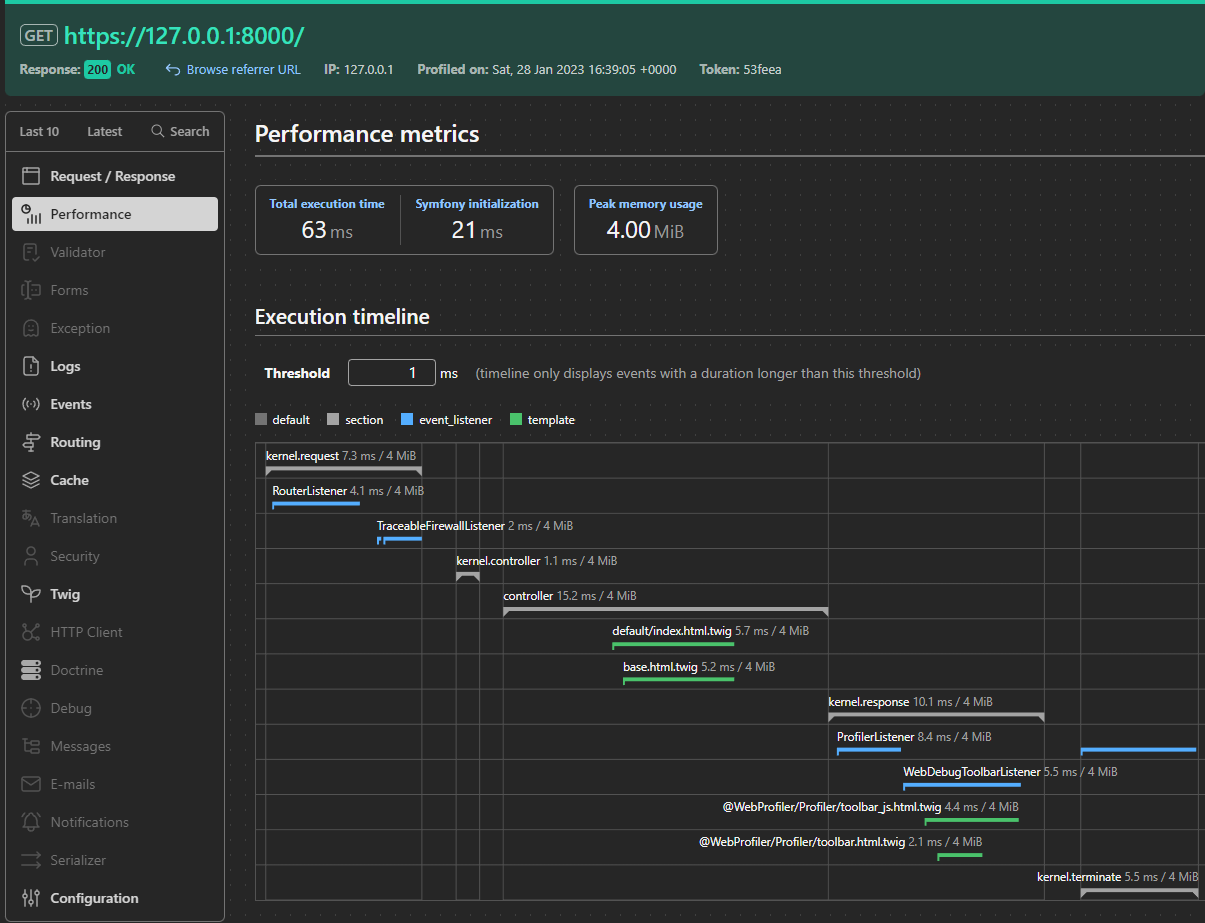 GET https://127.0.0.1:8000/
Response: 200 OK Browse referrer URL IP: 127.0.0.1 Profiled on: Sat, 28 Jan 2023 16:39:05 +0000 Token: 53feea
Last 10 Latest Search
Request / Response
Performance
Validator
Forms
Exception
Logs
Events
Routing
Cache
Translation
Security
Twig
HTTP Client
Doctrine
Debug
Messages
E-mails
Notifications
Serializer
Configuration
Performance metrics
Total execution time Symfony initialization Peak memory usage
63 ms 21 ms 4.00 MiB
Execution timeline
Threshold 1 ms (timeline only displays events with a duration longer than this threshold)
default section event_listener template
kernel.request 7.3 ms / 4 MiB
RouterListener 4.1 ms / 4 MiB
TraceableFirewallListener 2 ms / 4 MiB
kernel.controller 1.1 ms / 4 MiB
controller 15.2 ms / 4 MiB
default/index.html.twig 5.7 ms / 4 MiB
base.html.twig 5.2 ms / 4 MiB
kernel.response 10.1 ms / 4 MiB
ProfilerListener 8.4 ms / 4 MiB
WebDebugToolbarListener 5.5 ms / 4 MiB
@WebProfiler/Profiler/toolbar_js.html.twig 4.4 ms / 4 MiB
@WebProfiler/Profiler/toolbar.html.twig 2.1 ms / 4 MiB
kernel.terminate 5.5 ms / 4 MiB